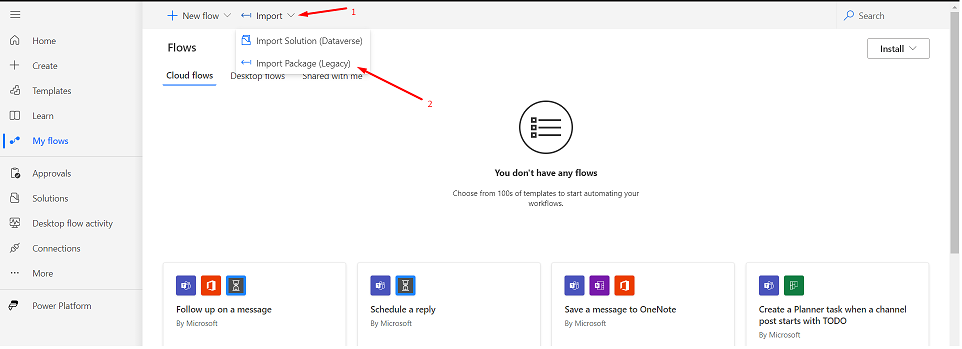 New flow
Import
1
Search
Home
Create
Templates
Learn
My flows
Approvals
Solutions
Desktop flow activity
Connections
More
Power Platform
Import Solution (Dataverse)
Import Package (Legacy)
2
Flows
Install
Cloud flows
Desktop flows
Shared with me
You don't have any flows
Choose from 100s of templates to start automating your
workflows.
Follow up on a message
By Microsoft
Schedule a reply
By Microsoft
Save a message to OneNote
By Microsoft
Create a Planner task when a channel
post starts with TODO
By Microsoft